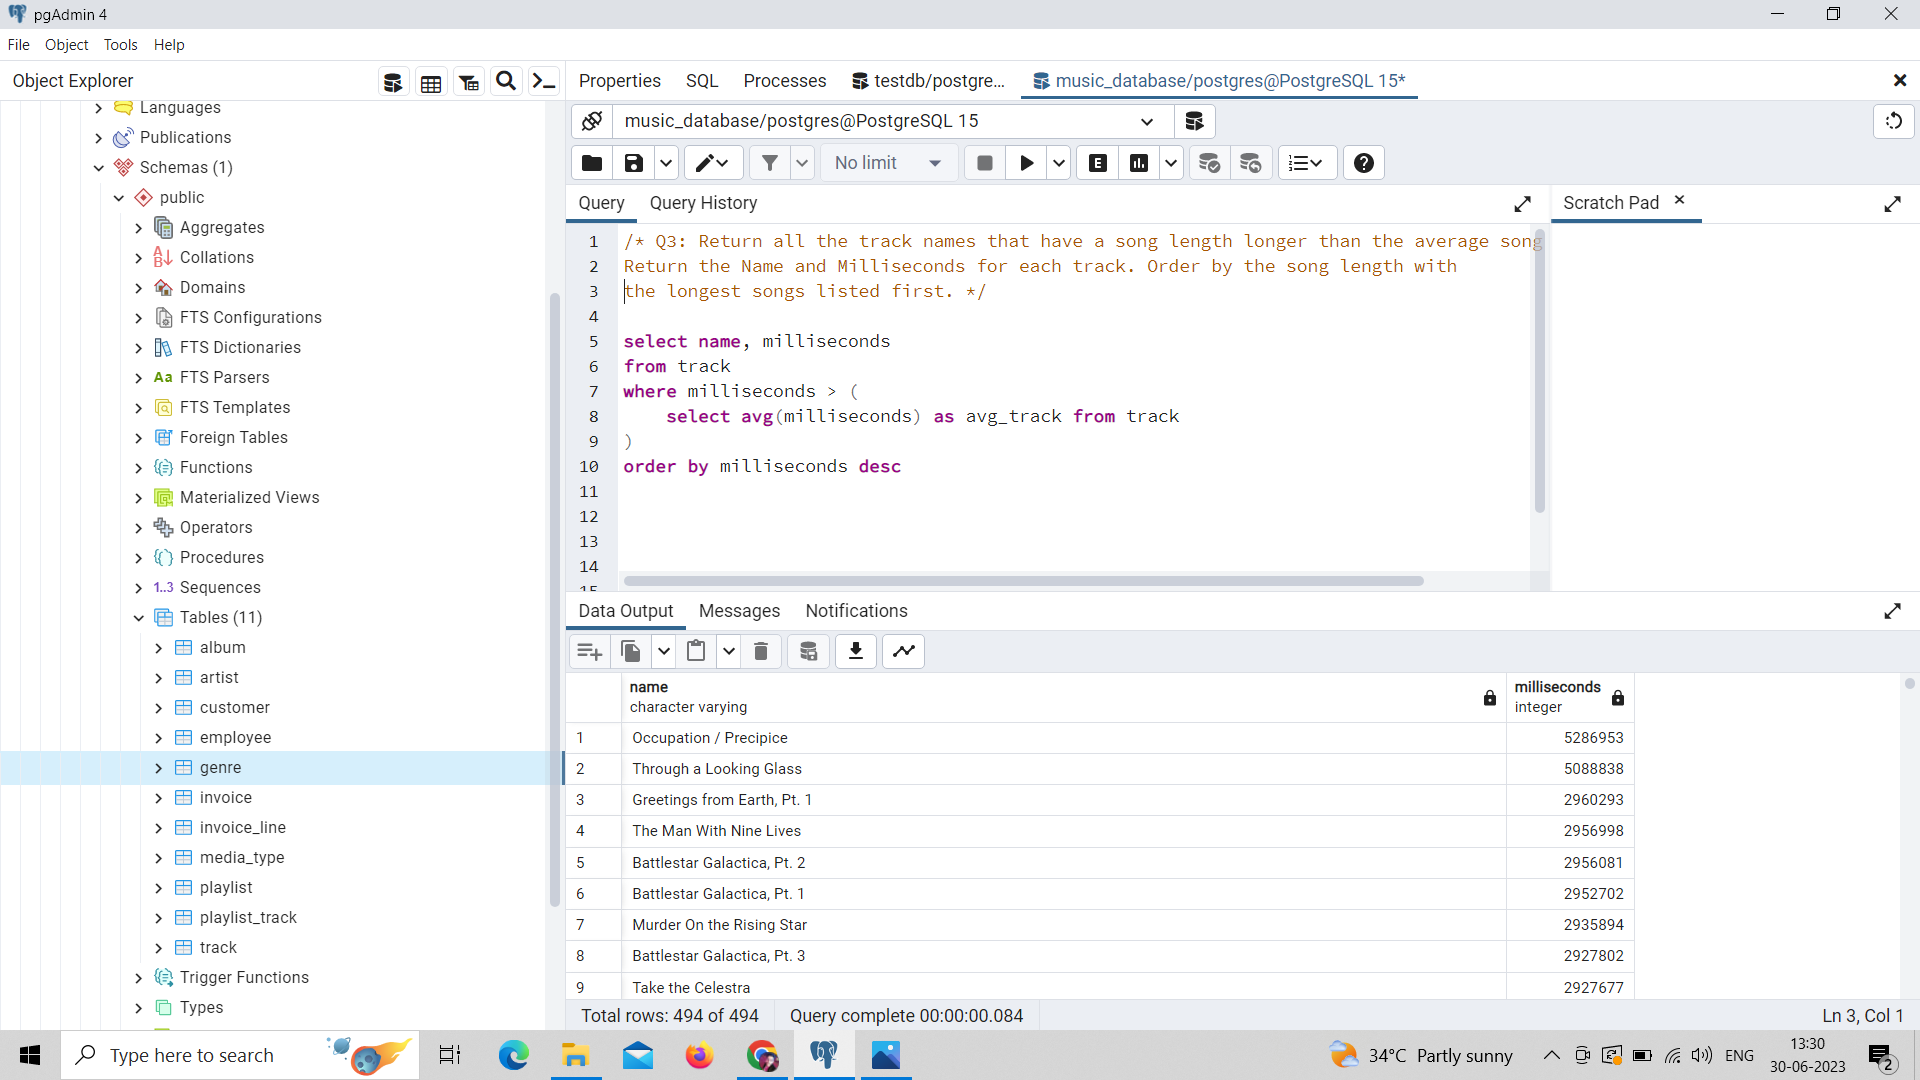 pgAdmin 4
File Object Tools Help
Object Explorer
Properties SQL Processes testdb/postgre... music_database/postgres@PostgreSQL 15*
Languages
Publications
Schemas (1)
public
Aggregates
Collations
Domains
FTS Configurations
FTS Dictionaries
Aa FTS Parsers
FTS Templates
Foreign Tables
Functions
Materialized Views
Operators
Procedures
1..3 Sequences
Tables (11)
album
artist
customer
employee
genre
invoice
invoice_line
media_type
playlist
playlist_track
track
Trigger Functions
Types
music_database/postgres@PostgreSQL 15
No limit
E
Query Query History
Scratch Pad
1 /* Q3: Return all the track names that have a song length longer than the average song
2 Return the Name and Milliseconds for each track. Order by the song length with
3 the longest songs listed first. */
4
5 select name, milliseconds
6 from track
7 where milliseconds > (
8 select avg(milliseconds) as avg_track from track
9 )
10 order by milliseconds desc
11
12
13
14
15
Data Output Messages Notifications
name milliseconds
character varying integer
1 Occupation / Precipice 5286953
2 Through a Looking Glass 5088838
3 Greetings from Earth, Pt. 1 2960293
4 The Man With Nine Lives 2956998
5 Battlestar Galactica, Pt. 2 2956081
6 Battlestar Galactica, Pt. 1 2952702
7 Murder On the Rising Star 2935894
8 Battlestar Galactica, Pt. 3 2927802
9 Take the Celestra 2927677
Total rows: 494 of 494 Query complete 00:00:00.084 Ln 3, Col 1
Type here to search 34°C Partly sunny ENG 13:30
30-06-2023 2